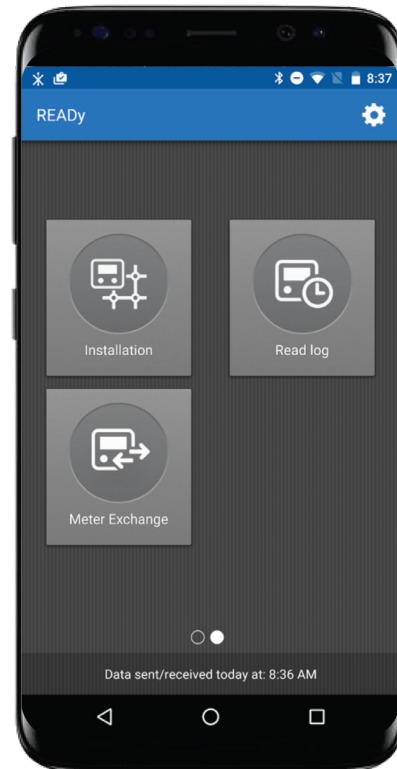 8:37
READy
Installation
Read log
Meter Exchange
Data sent/received today at: 8:36 AM